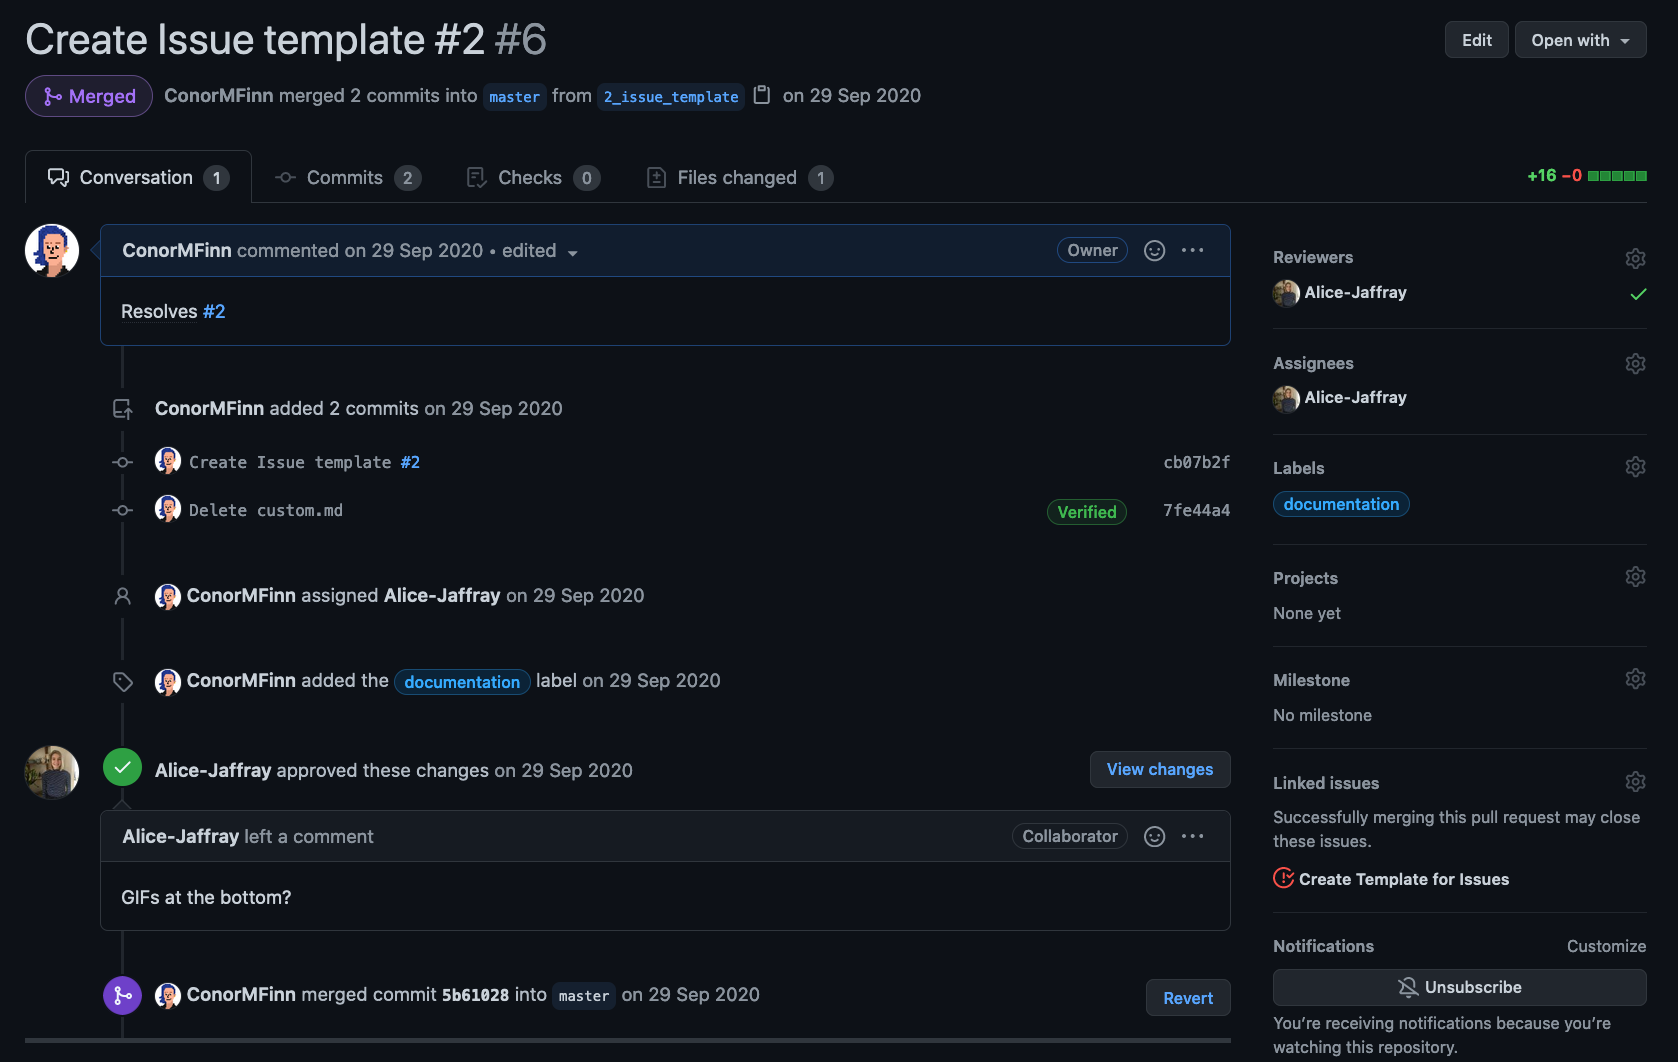 Create Issue template #2 #6
Edit
Open with
Merged
ConorMFinn merged 2 commits into master from 2_issue_template on 29 Sep 2020
Conversation 1
Commits 2
Checks 0
Files changed 1
+16 −0
ConorMFinn commented on 29 Sep 2020 • edited
Owner
Resolves #2
ConorMFinn added 2 commits on 29 Sep 2020
Create Issue template #2
cb07b2f
Delete custom.md
Verified
7fe44a4
ConorMFinn assigned Alice-Jaffray on 29 Sep 2020
ConorMFinn added the documentation label on 29 Sep 2020
Alice-Jaffray approved these changes on 29 Sep 2020
View changes
Alice-Jaffray left a comment
Collaborator
GIFs at the bottom?
ConorMFinn merged commit 5b61028 into master on 29 Sep 2020
Revert
Reviewers
Alice-Jaffray
Assignees
Alice-Jaffray
Labels
documentation
Projects
None yet
Milestone
No milestone
Linked issues
Successfully merging this pull request may close
these issues.
Create Template for Issues
Notifications
Customize
Unsubscribe
You’re receiving notifications because you’re
watching this repository.